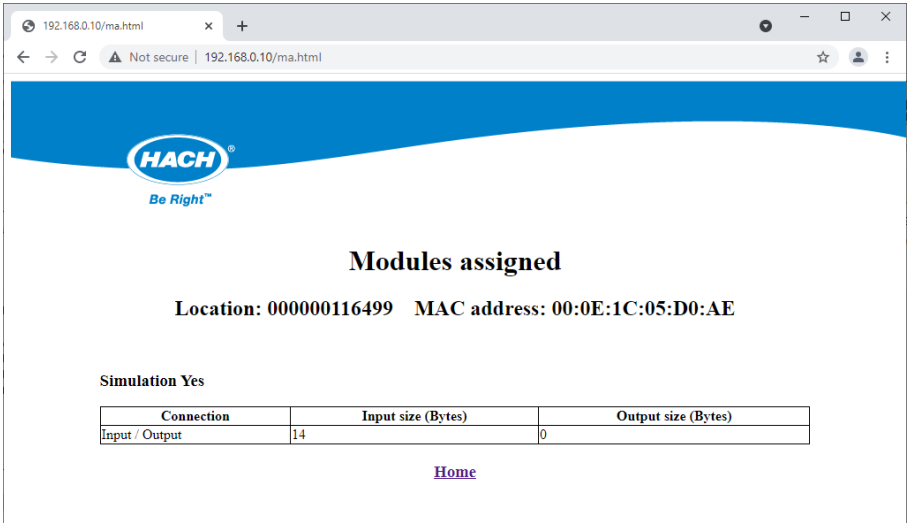 192.168.0.10/ma.html
Not secure | 192.168.0.10/ma.html
HACH®
Be Right™
Modules assigned
Location: 000000116499 MAC address: 00:0E:1C:05:D0:AE
Simulation Yes
Connection Input size (Bytes) Output size (Bytes)
Input / Output 14 0
Home